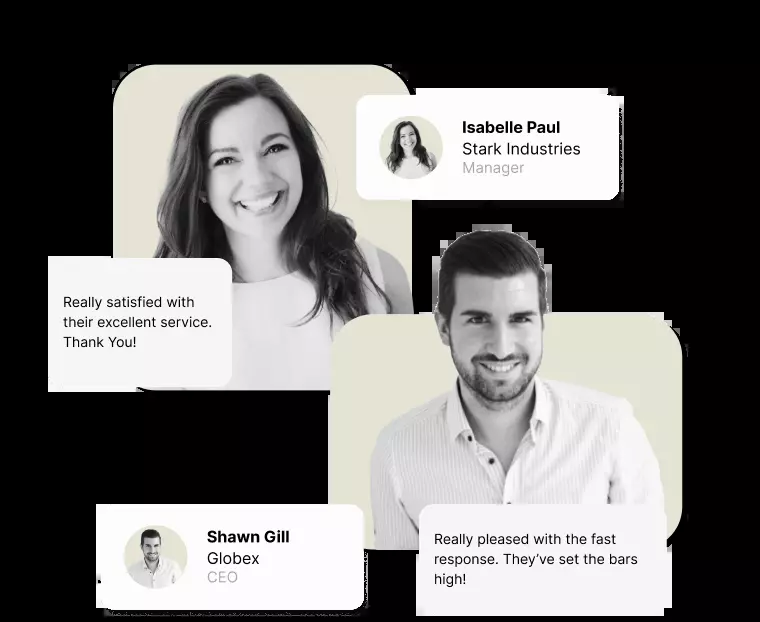 Isabelle Paul
Stark Industries
Manager
Really satisfied with
their excellent service.
Thank You!
Shawn Gill
Globex
CEO
Really pleased with the fast
response. They’ve set the bars
high!